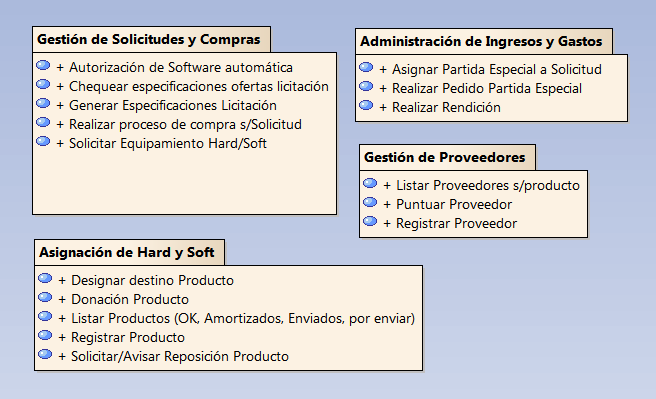 Gestión de Solicitudes y Compras
+ Autorización de Software automática
+ Chequear especificaciones ofertas licitación
+ Generar Especificaciones Licitación
+ Realizar proceso de compra s/Solicitud
+ Solicitar Equipamiento Hard/Soft
Administración de Ingresos y Gastos
+ Asignar Partida Especial a Solicitud
+ Realizar Pedido Partida Especial
+ Realizar Rendición
Gestión de Proveedores
+ Listar Proveedores s/producto
+ Puntuar Proveedor
+ Registrar Proveedor
Asignación de Hard y Soft
+ Designar destino Producto
+ Donación Producto
+ Listar Productos (OK, Amortizados, Enviados, por enviar)
+ Registrar Producto
+ Solicitar/Avisar Reposición Producto